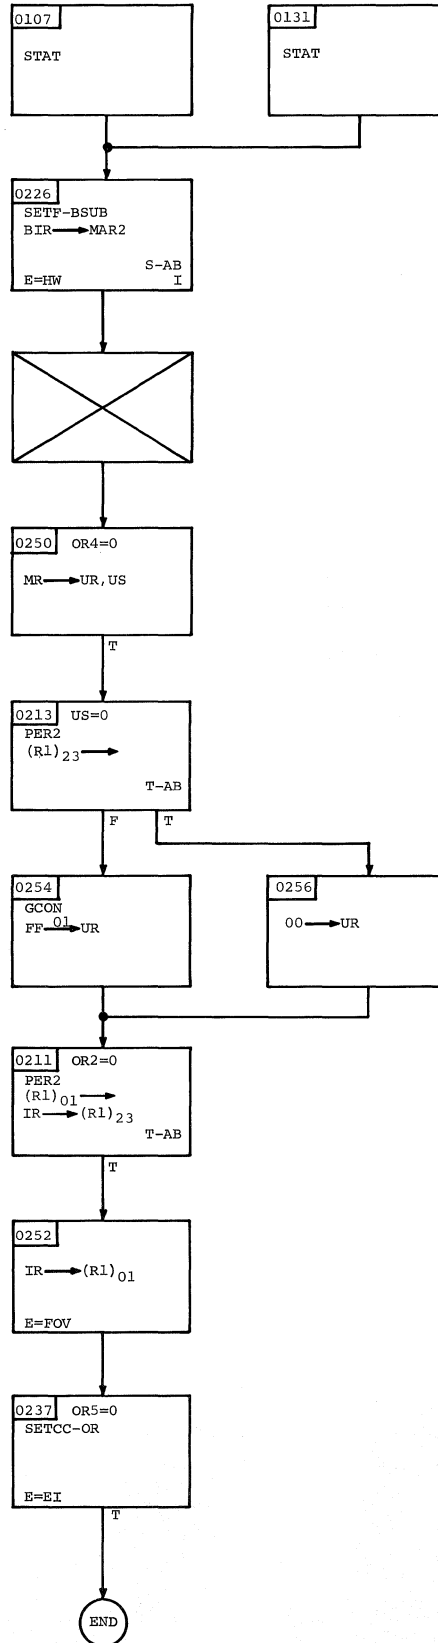 0107
STAT
0131
STAT
0226
SETF-BSUB
BIR MAR2
S-AB
E=HW I
0250 OR4=0
MR UR,US
T
0213 US=0
PER2
(R1)23
T-AB
F T
0254
GCON
FF 01 UR
0256
00 UR
0211 OR2=0
PER2
(R1)01
IR (R1)23
T-AB
T
0252
IR (R1)01
E=FOV
0237 OR5=0
SETCC-OR
E=EI
T
END